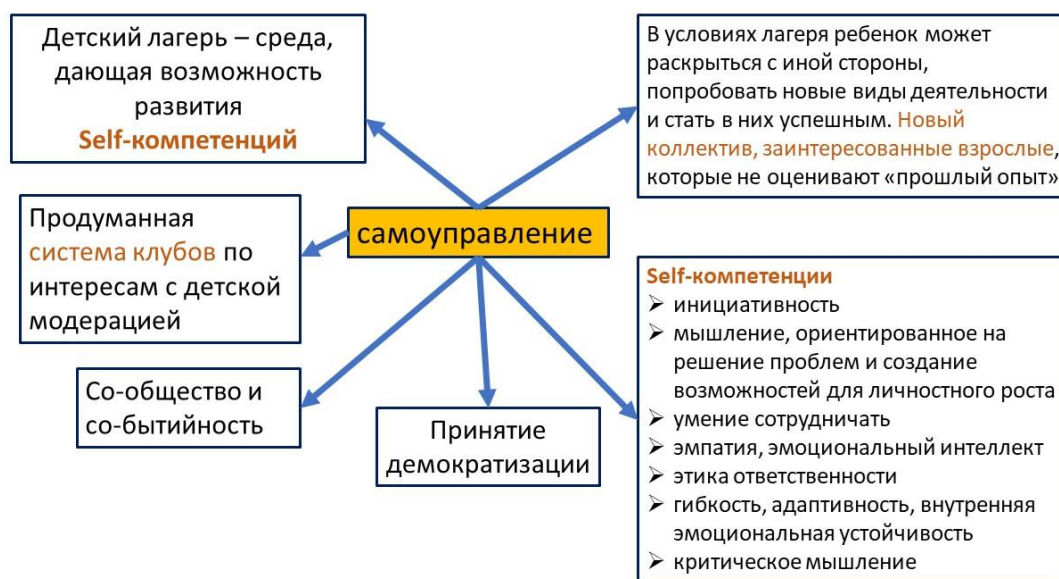 Детский лагерь – среда,
дающая возможность
развития
Self-компетенций
В условиях лагеря ребенок может
раскрыться с иной стороны,
попробовать новые виды деятельности
и стать в них успешным. Новый
коллектив, заинтересованные взрослые,
которые не оценивают «прошлый опыт»
Продуманная
система клубов по
интересам с детской
модерацией
самоуправление
Со-общество и
со-бытийность
Принятие
демократизации
Self-компетенции
➢ инициативность
➢ мышление, ориентированное на
решение проблем и создание
возможностей для личностного роста
➢ умение сотрудничать
➢ эмпатия, эмоциональный интеллект
➢ этика ответственности
➢ гибкость, адаптивность, внутренняя
эмоциональная устойчивость
➢ критическое мышление